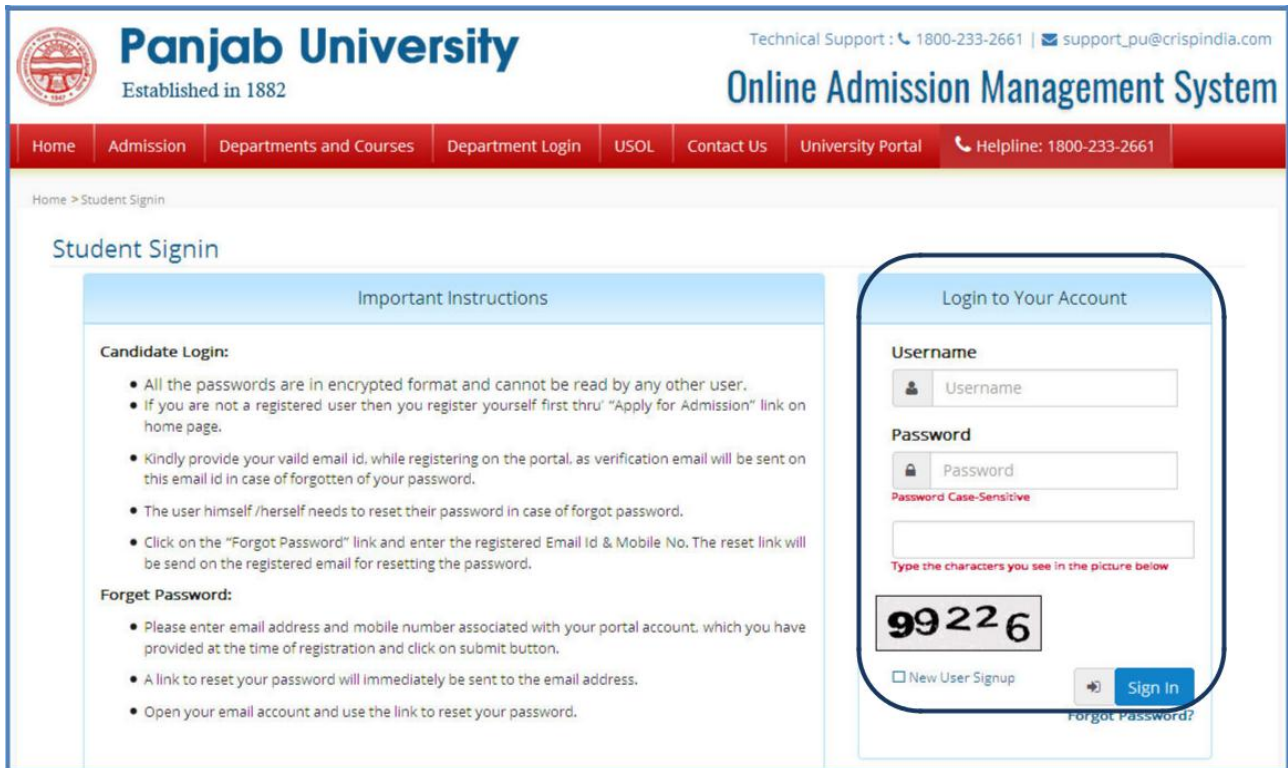 Panjab University
Established in 1882
Technical Support : 1800-233-2661 | support_pu@crispindia.com
Online Admission Management System
Home Admission Departments and Courses Department Login USOL Contact Us University Portal Helpline: 1800-233-2661
Home > Student Signin
Student Signin
Important Instructions
Candidate Login:
• All the passwords are in encrypted format and cannot be read by any other user.
• If you are not a registered user then you register yourself first thru' "Apply for Admission" link on
home page.
• Kindly provide your vaild email id, while registering on the portal, as verification email will be sent on
this email id in case of forgotten of your password.
• The user himself /herself needs to reset their password in case of forgot password.
• Click on the "Forgot Password" link and enter the registered Email Id & Mobile No. The reset link will
be send on the registered email for resetting the password.
Forget Password:
• Please enter email address and mobile number associated with your portal account, which you have
provided at the time of registration and click on submit button.
• A link to reset your password will immediately be sent to the email address.
• Open your email account and use the link to reset your password.
Login to Your Account
Username
Username
Password
Password
Password Case-Sensitive
Type the characters you see in the picture below
99226
New User Signup
Sign In
Forgot Password?